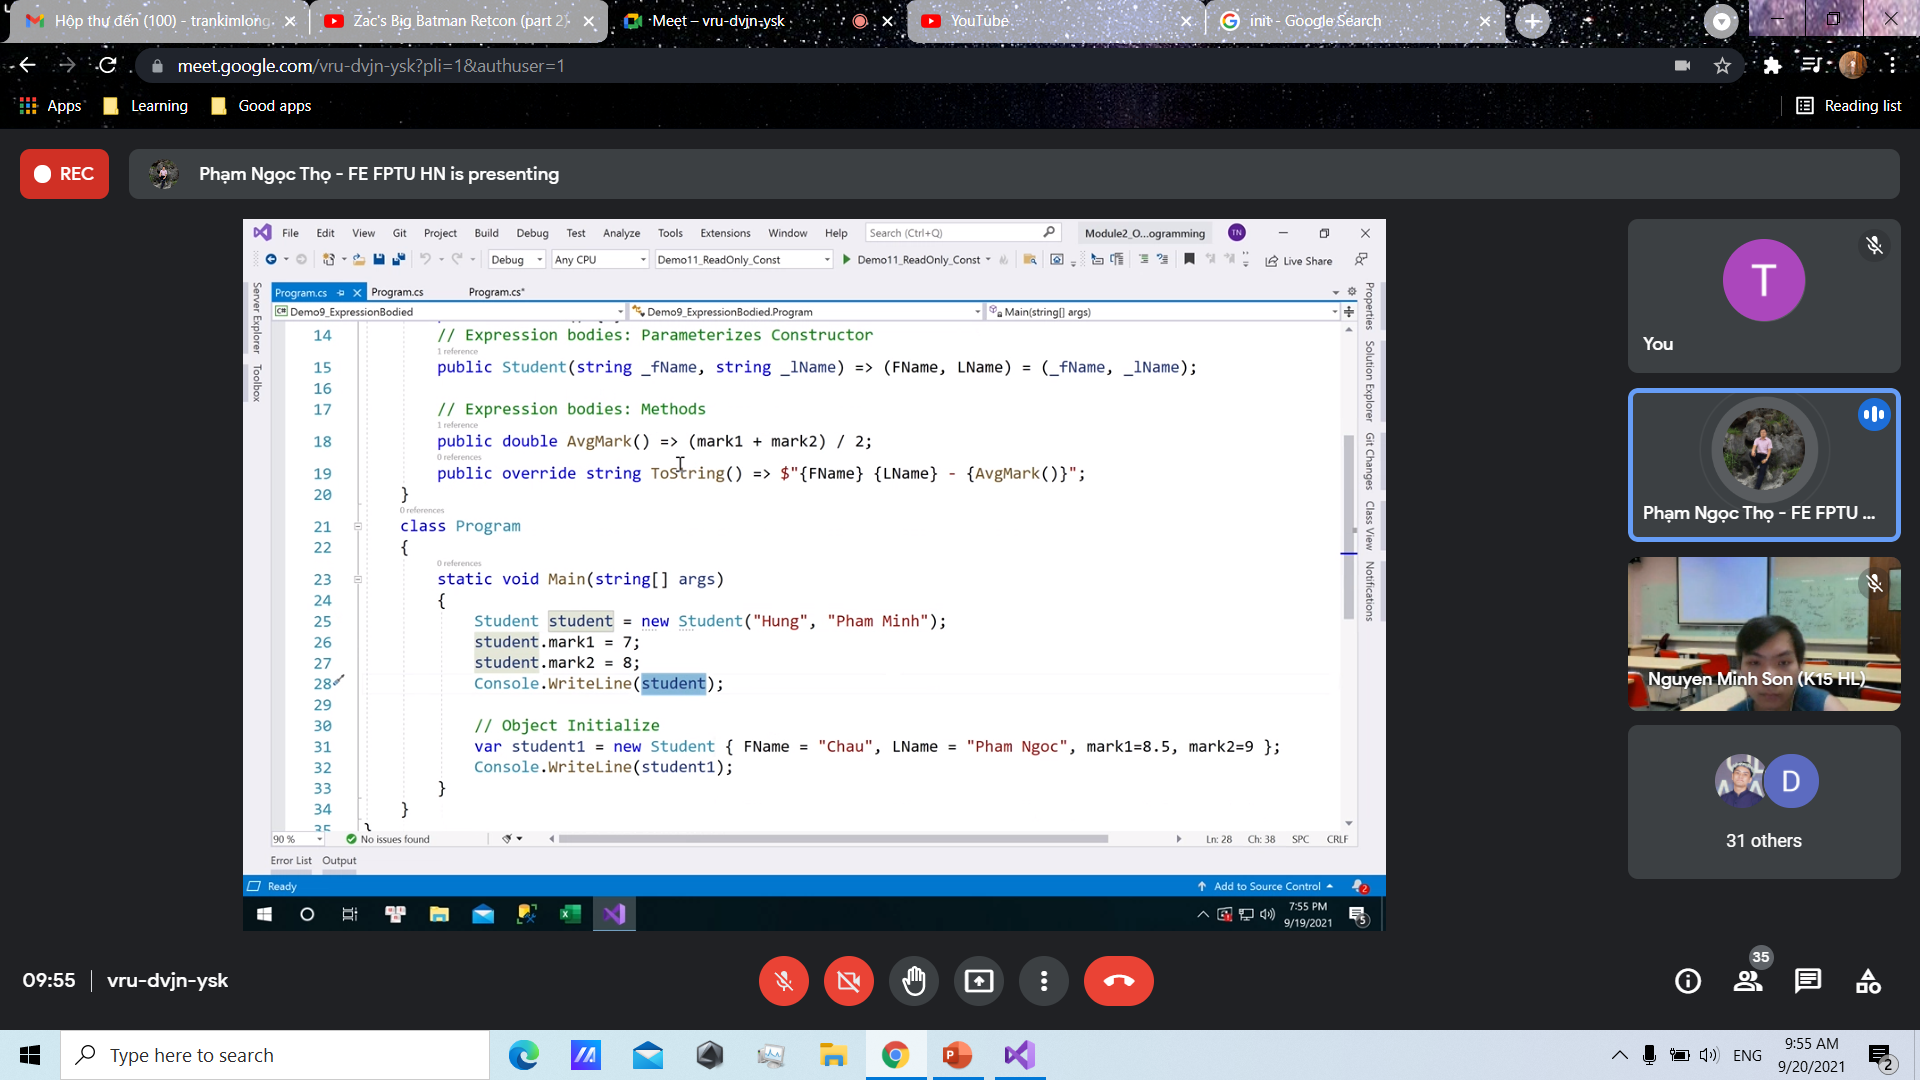 Hộp thư đến (100) - trankimlong
Zac's Big Batman Retcon (part 2)
Meet – vru-dvjn-ysk
YouTube
init - Google Search
meet.google.com/vru-dvjn-ysk?pli=1&authuser=1
Apps
Learning
Good apps
Reading list
REC
Phạm Ngọc Thọ - FE FPTU HN is presenting
File Edit View Git Project Build Debug Test Analyze Tools Extensions Window Help
Search (Ctrl+Q)
Module2_O...ogramming
TN
Debug
Any CPU
Demo11_ReadOnly_Const
Demo11_ReadOnly_Const
Live Share
Server Explorer
Toolbox
Program.cs
Program.cs
Program.cs*
Demo9_ExpressionBodied
Demo9_ExpressionBodied.Program
Main(string[] args)
14 // Expression bodies: Parameterizes Constructor
1 reference
15 public Student(string _fName, string _lName) => (FName, LName) = (_fName, _lName);
16
17 // Expression bodies: Methods
1 reference
18 public double AvgMark() => (mark1 + mark2) / 2;
0 references
19 public override string ToString() => $"{FName} {LName} - {AvgMark()}";
20 }
0 references
21 class Program
22 {
0 references
23 static void Main(string[] args)
24 {
25 Student student = new Student("Hung", "Pham Minh");
26 student.mark1 = 7;
27 student.mark2 = 8;
28 Console.WriteLine(student);
29
30 // Object Initialize
31 var student1 = new Student { FName = "Chau", LName = "Pham Ngoc", mark1=8.5, mark2=9 };
32 Console.WriteLine(student1);
33 }
34 }
35 }
Properties
Solution Explorer
Git Changes
Class View
Notifications
90 %
No issues found
Ln: 28 Ch: 38 SPC CRLF
Error List Output
Ready
Add to Source Control
2
7:55 PM
9/19/2021
5
T
You
Phạm Ngọc Thọ - FE FPTU ...
Nguyen Minh Son (K15 HL)
D
31 others
09:55
vru-dvjn-ysk
35
Type here to search
ENG
9:55 AM
9/20/2021
2